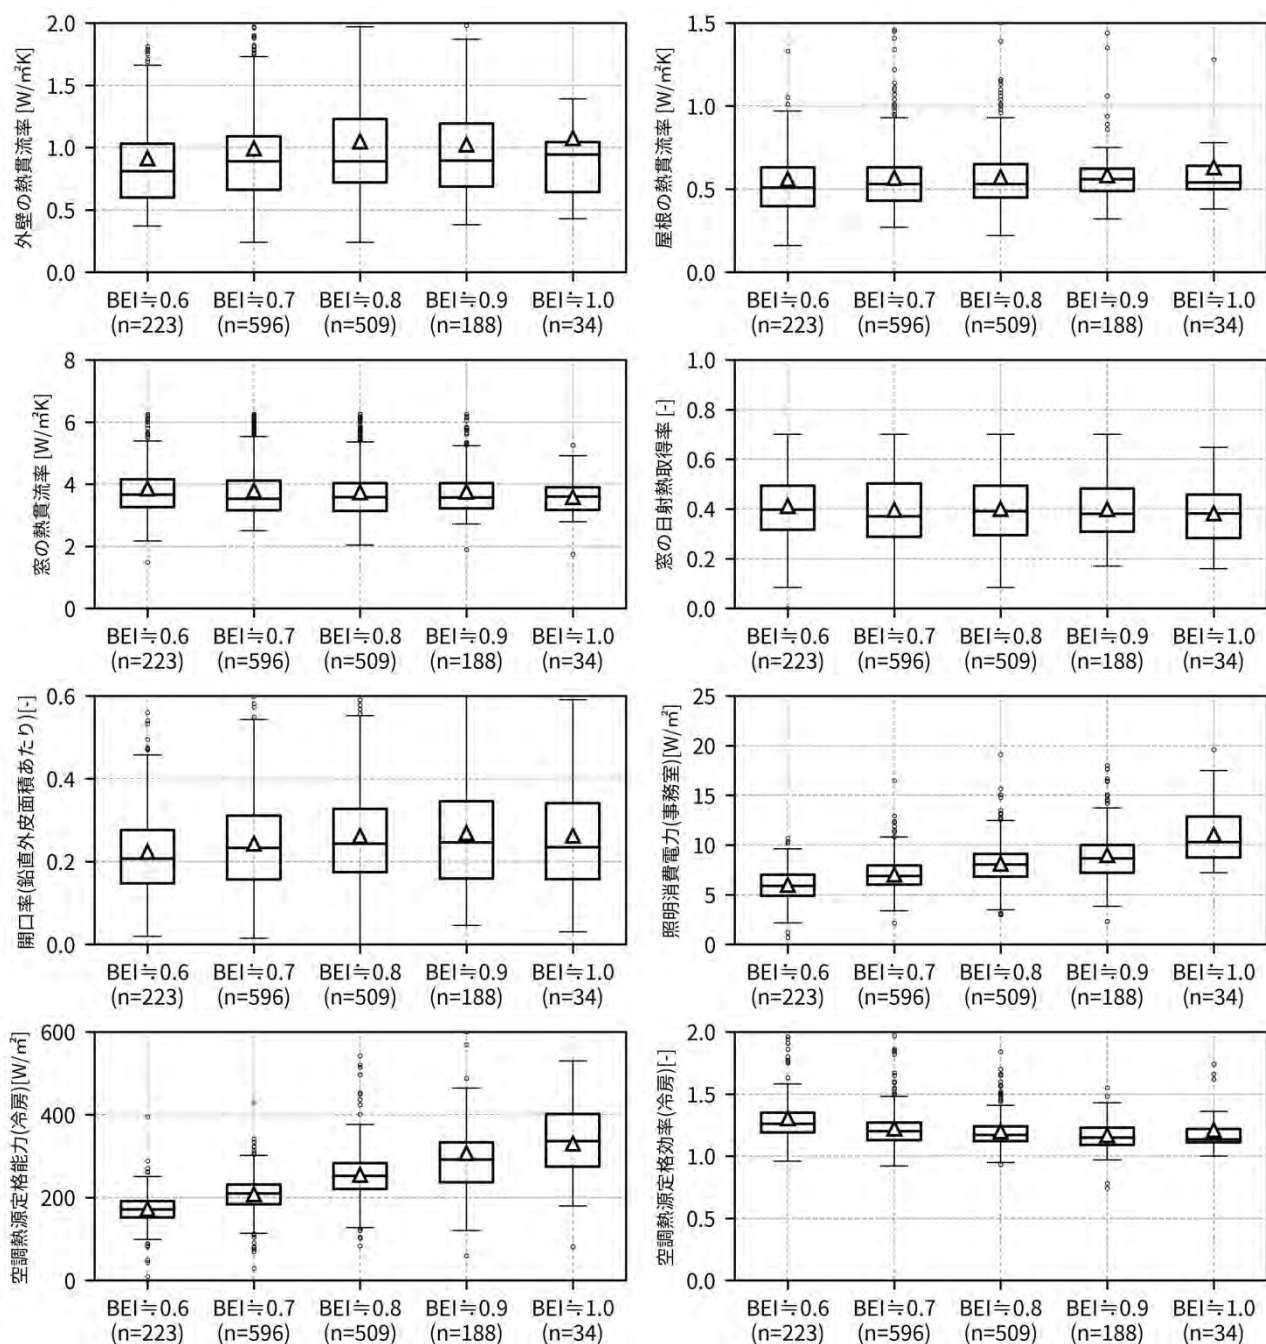 外壁の熱貫流率 [W/㎡K]
2.0
1.5
1.0
0.5
0.0
BEI≒0.6 BEI≒0.7 BEI≒0.8 BEI≒0.9 BEI≒1.0
(n=223) (n=596) (n=509) (n=188) (n=34)
屋根の熱貫流率 [W/㎡K]
1.5
1.0
0.5
0.0
BEI≒0.6 BEI≒0.7 BEI≒0.8 BEI≒0.9 BEI≒1.0
(n=223) (n=596) (n=509) (n=188) (n=34)
窓の熱貫流率 [W/㎡K]
8
6
4
2
0
BEI≒0.6 BEI≒0.7 BEI≒0.8 BEI≒0.9 BEI≒1.0
(n=223) (n=596) (n=509) (n=188) (n=34)
窓の日射熱取得率 [-]
1.0
0.8
0.6
0.4
0.2
0.0
BEI≒0.6 BEI≒0.7 BEI≒0.8 BEI≒0.9 BEI≒1.0
(n=223) (n=596) (n=509) (n=188) (n=34)
開口率(鉛直外皮面積あたり)[-]
0.6
0.4
0.2
0.0
BEI≒0.6 BEI≒0.7 BEI≒0.8 BEI≒0.9 BEI≒1.0
(n=223) (n=596) (n=509) (n=188) (n=34)
照明消費電力(事務室)[W/㎡]
25
20
15
10
5
0
BEI≒0.6 BEI≒0.7 BEI≒0.8 BEI≒0.9 BEI≒1.0
(n=223) (n=596) (n=509) (n=188) (n=34)
空調熱源定格能力(冷房)[W/㎡]
600
400
200
0
BEI≒0.6 BEI≒0.7 BEI≒0.8 BEI≒0.9 BEI≒1.0
(n=223) (n=596) (n=509) (n=188) (n=34)
空調熱源定格効率(冷房)[-]
2.0
1.5
1.0
0.5
0.0
BEI≒0.6 BEI≒0.7 BEI≒0.8 BEI≒0.9 BEI≒1.0
(n=223) (n=596) (n=509) (n=188) (n=34)